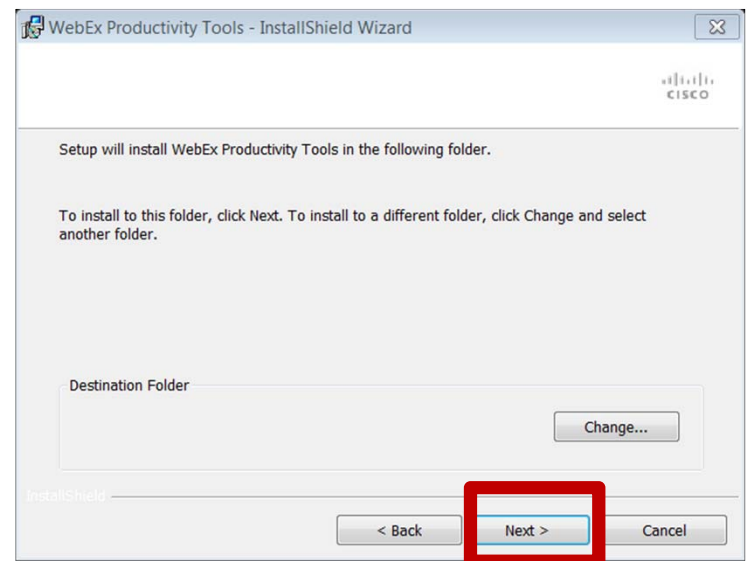 WebEx Productivity Tools - InstallShield Wizard
CISCO
Setup will install WebEx Productivity Tools in the following folder.
To install to this folder, click Next. To install to a different folder, click Change and select
another folder.
Destination Folder
Change...
InstallShield
< Back Next > Cancel